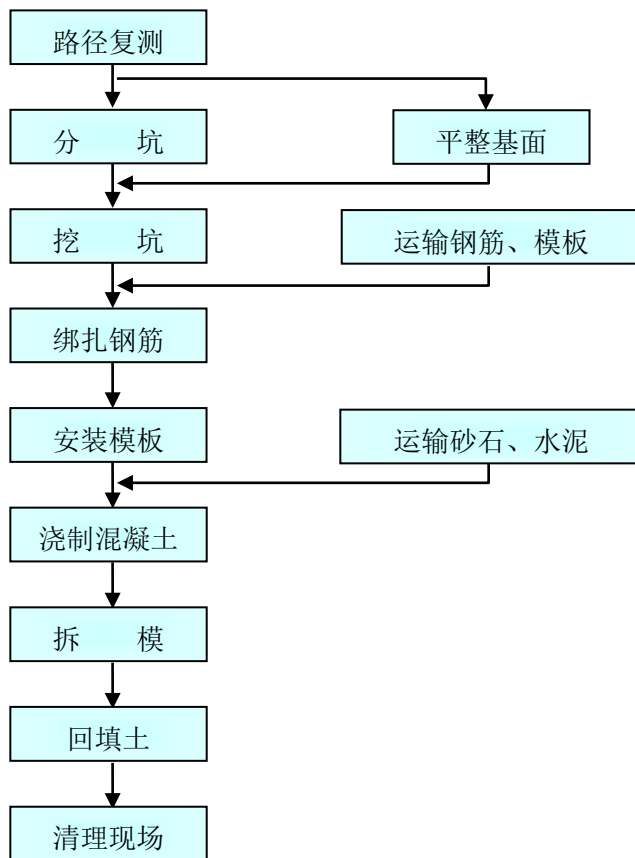 路径复测
分 坑
平整基面
挖 坑
运输钢筋、模板
绑扎钢筋
安装模板
运输砂石、水泥
浇制混凝土
拆 模
回填土
清理现场